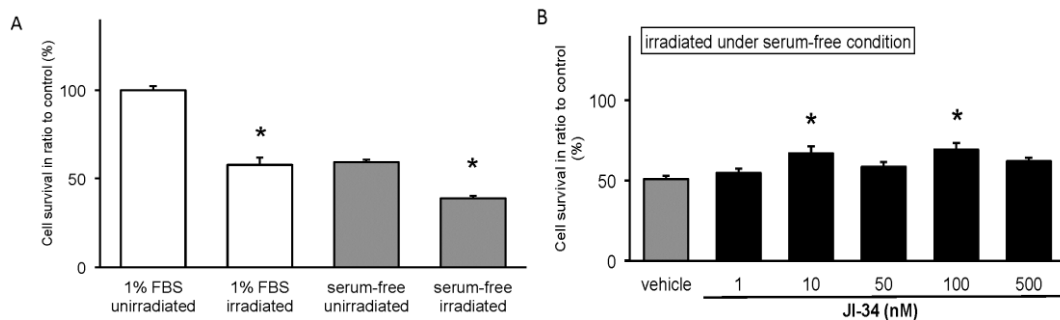 A
Cell survival in ratio to control (%)
100
50
0
*
*
1% FBS
unirradiated
1% FBS
irradiated
serum-free
unirradiated
serum-free
irradiated
B
irradiated under serum-free condition
Cell survival in ratio to control
(%)
100
50
0
*
*
vehicle 1 10 50 100 500
JI-34 (nM)